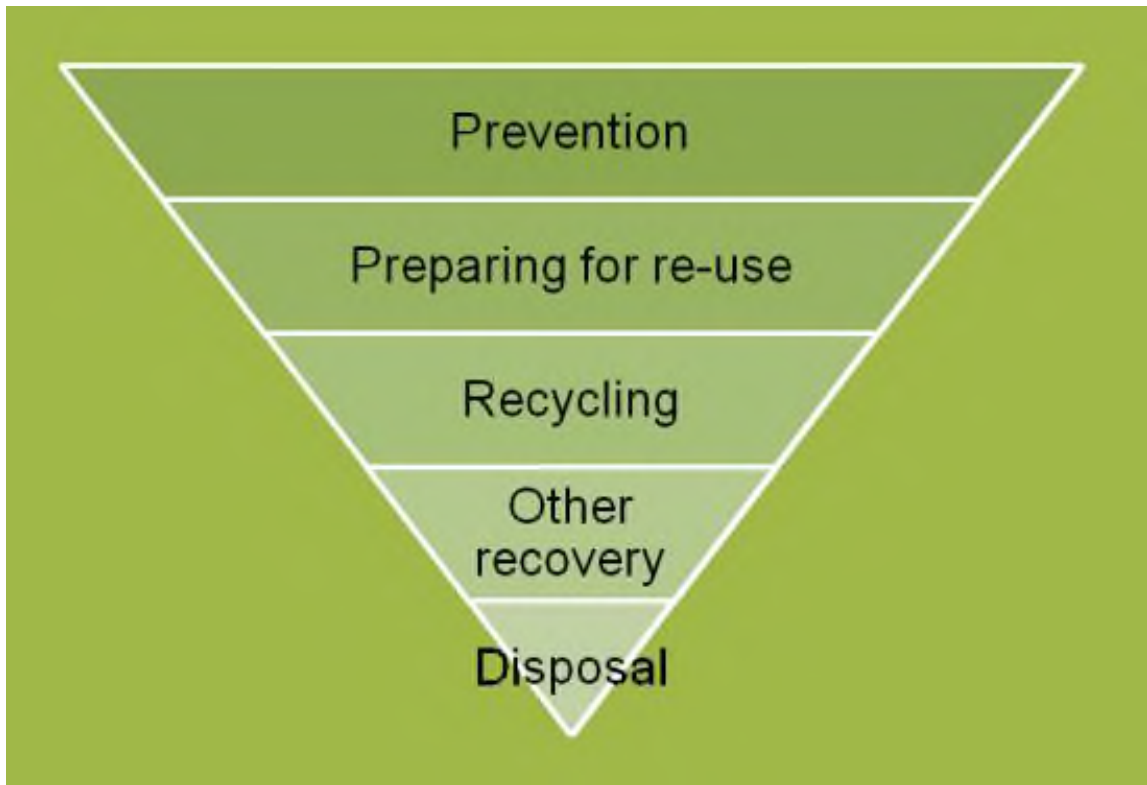 Prevention
Preparing for re-use
Recycling
Other
recovery
Disposal